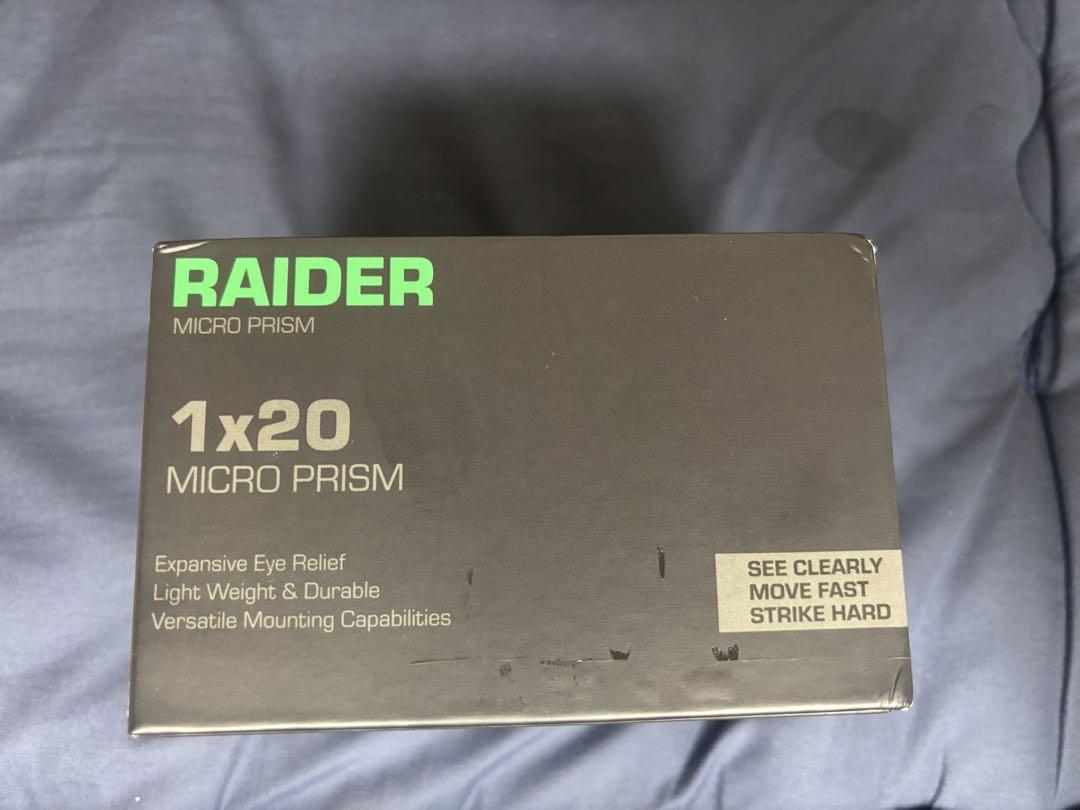 RAIDER
MICRO PRISM
1x20
MICRO PRISM
Expansive Eye Relief
Light Weight & Durable
Versatile Mounting Capabilities
SEE CLEARLY
MOVE FAST
STRIKE HARD